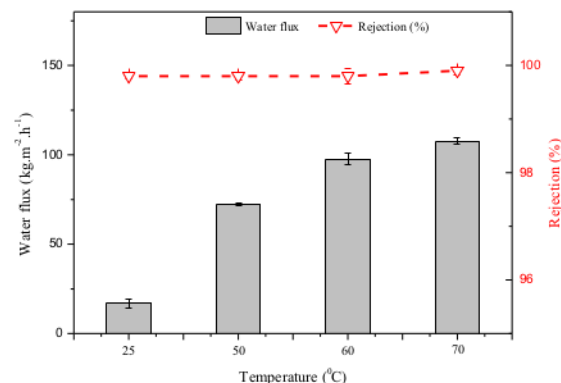 Water flux
Rejection (%)
150
100
50
0
Water flux (kg.m⁻².h⁻¹)
100
98
96
Rejection (%)
25
50
60
70
Temperature (⁰C)